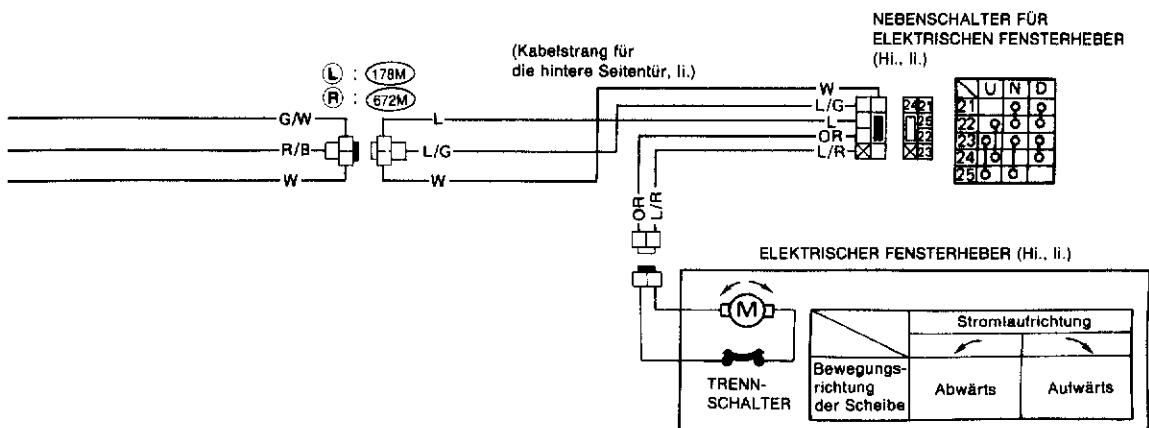 NEBENSCHALTER FÜR
ELEKTRISCHEN FENSTERHEBER
(Hi., li.)
(Kabelstrang für
die hintere Seitentür, li.)
L : 178M
R : 672M
G/W
R/B
W
L
L/G
W
W
L/G
L
OR
L/R
24 21
25
22
23
U N D
21
22
23
24
25
OR
L/R
ELEKTRISCHER FENSTERHEBER (Hi., li.)
M
TRENN-
SCHALTER
Stromlaufrichtung
Bewegungs-
richtung
der Scheibe
Abwärts
Aufwärts